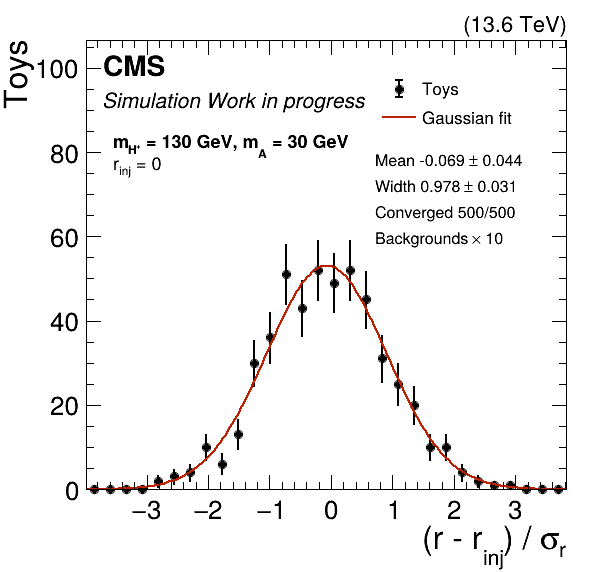 (13.6 TeV)
Toys
CMS
Simulation Work in progress
m_H⁺ = 130 GeV, m_A = 30 GeV
r_inj = 0
Toys
Gaussian fit
Mean -0.069 ± 0.044
Width 0.978 ± 0.031
Converged 500/500
Backgrounds × 10
100
80
60
40
20
0
−3 −2 −1 0 1 2 3
(r - r_inj) / σ_r